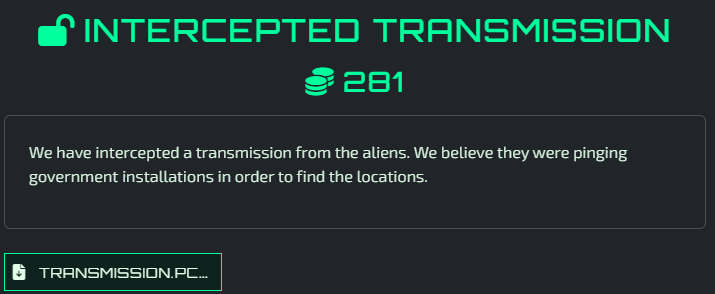 INTERCEPTED TRANSMISSION
281
We have intercepted a transmission from the aliens. We believe they were pinging
government installations in order to find the locations.
TRANSMISSION.PC...